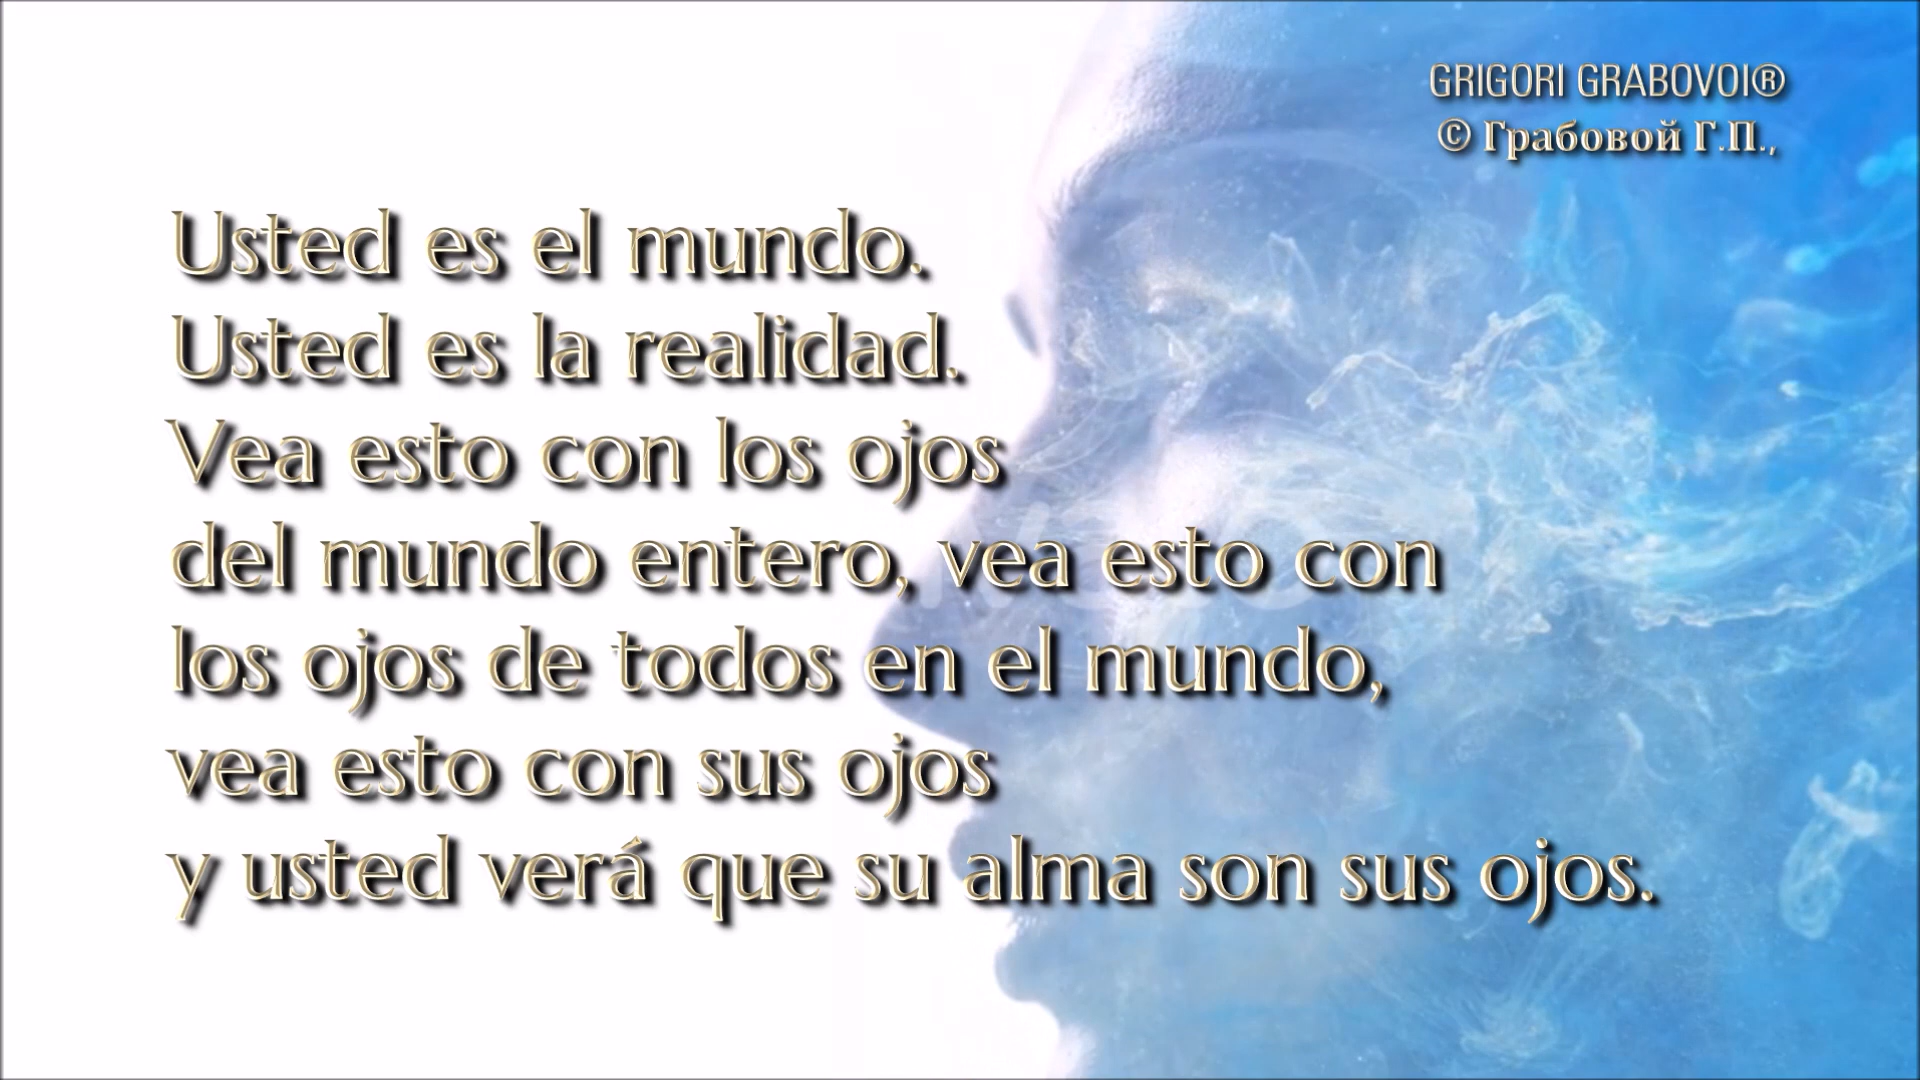 GRIGORI GRABOVOI®
© Грабовой Г.П.,
Usted es el mundo.
Usted es la realidad.
Vea esto con los ojos
del mundo entero, vea esto con
los ojos de todos en el mundo,
vea esto con sus ojos
y usted verá que su alma son sus ojos.